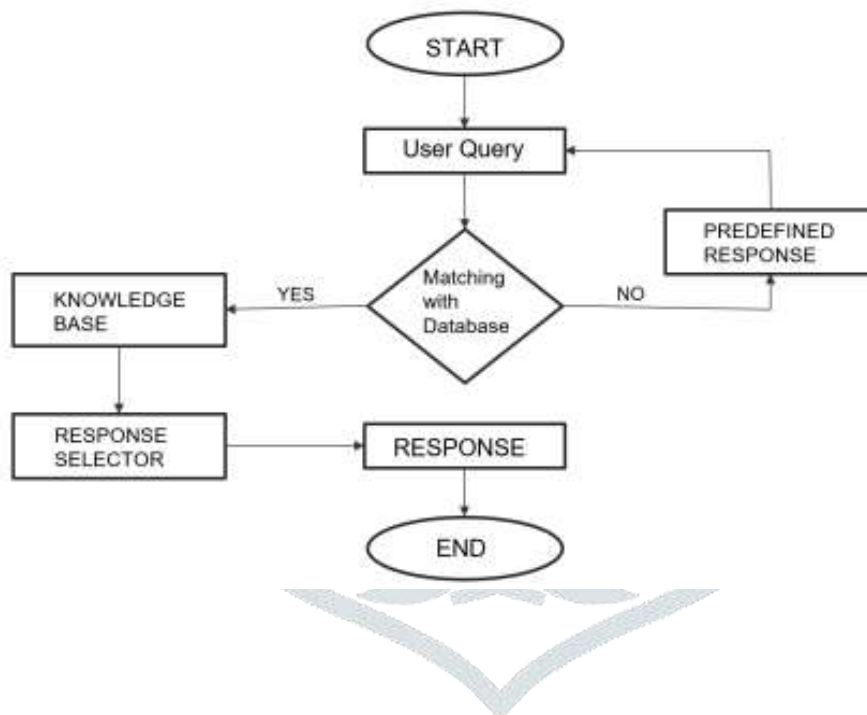 START
User Query
PREDEFINED
RESPONSE
Matching
with
Database
YES
NO
KNOWLEDGE
BASE
RESPONSE
SELECTOR
RESPONSE
END